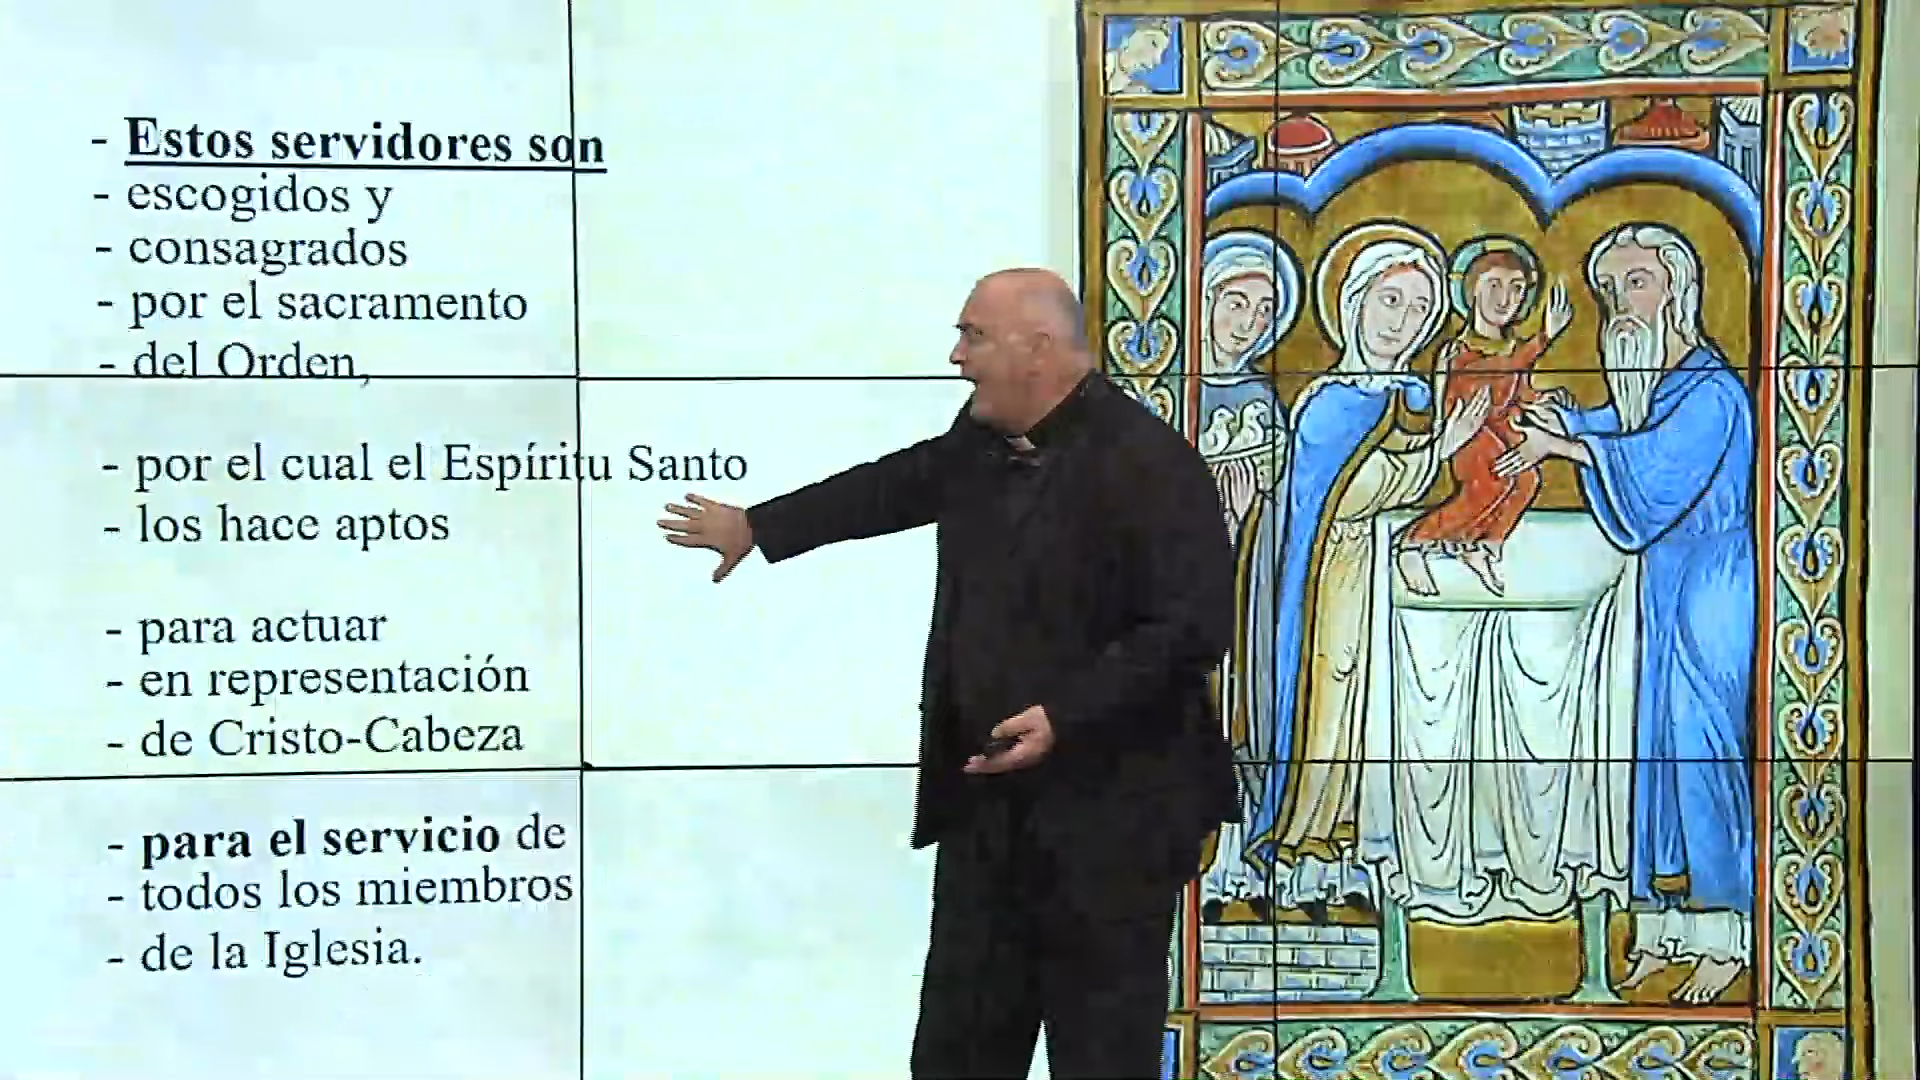 - Estos servidores son
- escogidos y
- consagrados
- por el sacramento
- del Orden,
- por el cual el Espíritu Santo
- los hace aptos
- para actuar
- en representación
- de Cristo-Cabeza
- para el servicio de
- todos los miembros
- de la Iglesia.